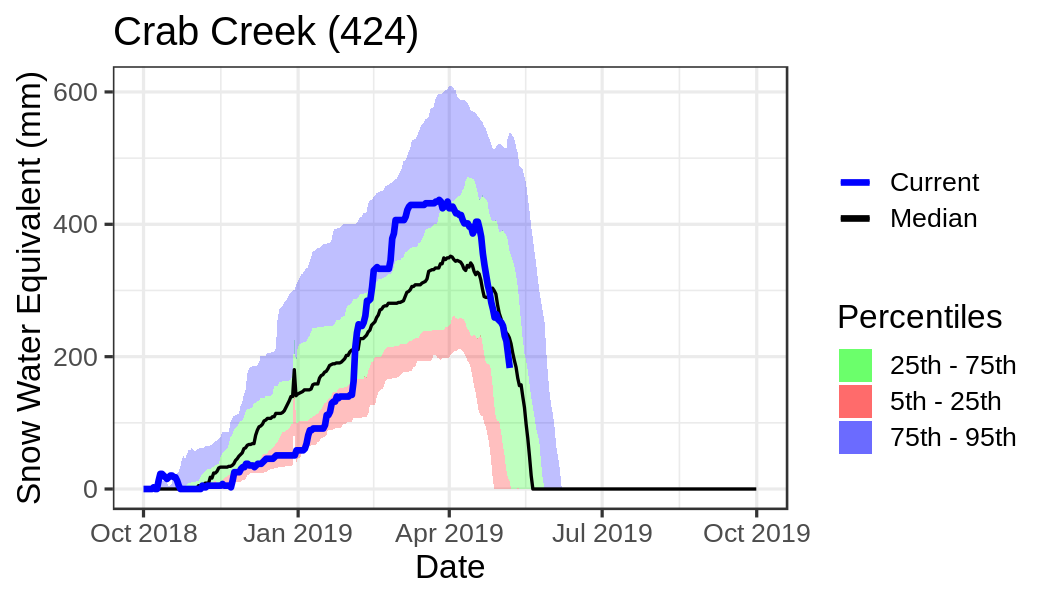 Crab Creek (424)
Snow Water Equivalent (mm)
600
400
200
0
Oct 2018
Jan 2019
Apr 2019
Jul 2019
Oct 2019
Date
Current
Median
Percentiles
25th - 75th
5th - 25th
75th - 95th